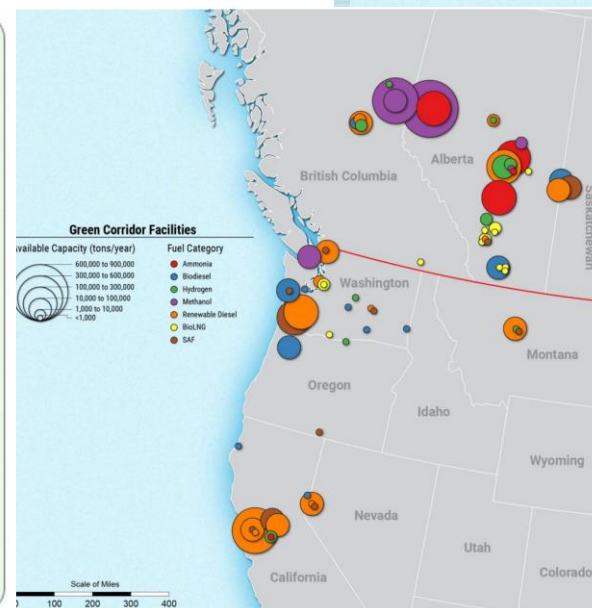 British Columbia
Alberta
Saskatchewan
Green Corridor Facilities
vailable Capacity (tons/year)
600,000 to 900,000
300,000 to 600,000
100,000 to 300,000
10,000 to 100,000
1,000 to 10,000
<1,000
Fuel Category
Ammonia
Biodiesel
Hydrogen
Methanol
Renewable Diesel
BioLNG
SAF
Washington
Montana
Oregon
Idaho
Wyoming
Nevada
Utah
Colorado
California
Scale of Miles
0 100 200 300 400